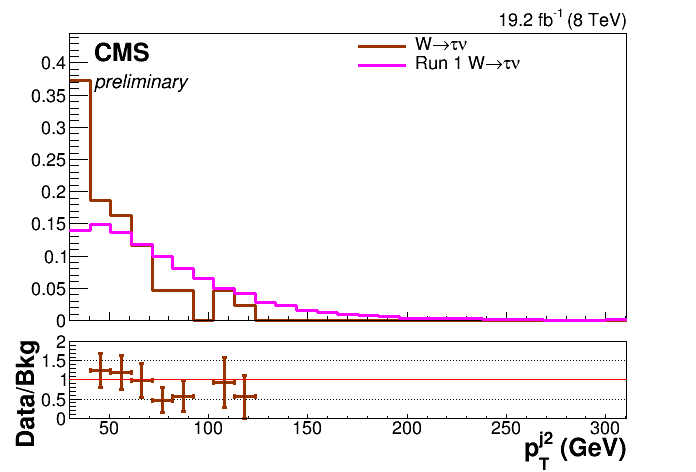 19.2 fb⁻¹ (8 TeV)
CMS
preliminary
W→τν
Run 1 W→τν
0.4
0.35
0.3
0.25
0.2
0.15
0.1
0.05
0
Data/Bkg
2
1.5
1
0.5
0
50 100 150 200 250 300
p_T^j2 (GeV)